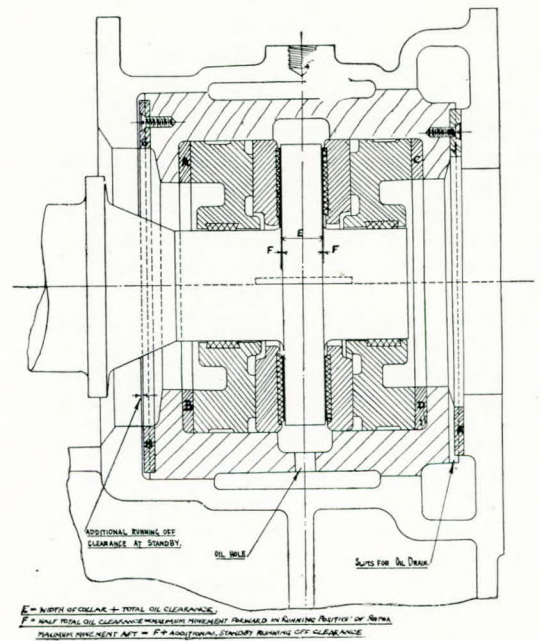 A
C
G
H
E
F F
B
D
G
H
ADDITIONAL RUNNING OFF
CLEARANCE AT STANDBY.
OIL HOLE.
SLITS FOR OIL DRAIN.
E = WIDTH OF COLLAR + TOTAL OIL CLEARANCE.
F = HALF TOTAL OIL CLEARANCE = MAXIMUM MOVEMENT FORWARD IN RUNNING POSITION OF ROTOR
MAXIMUM MOVEMENT AFT = F + ADDITIONAL STANDBY RUNNING OFF CLEARANCE